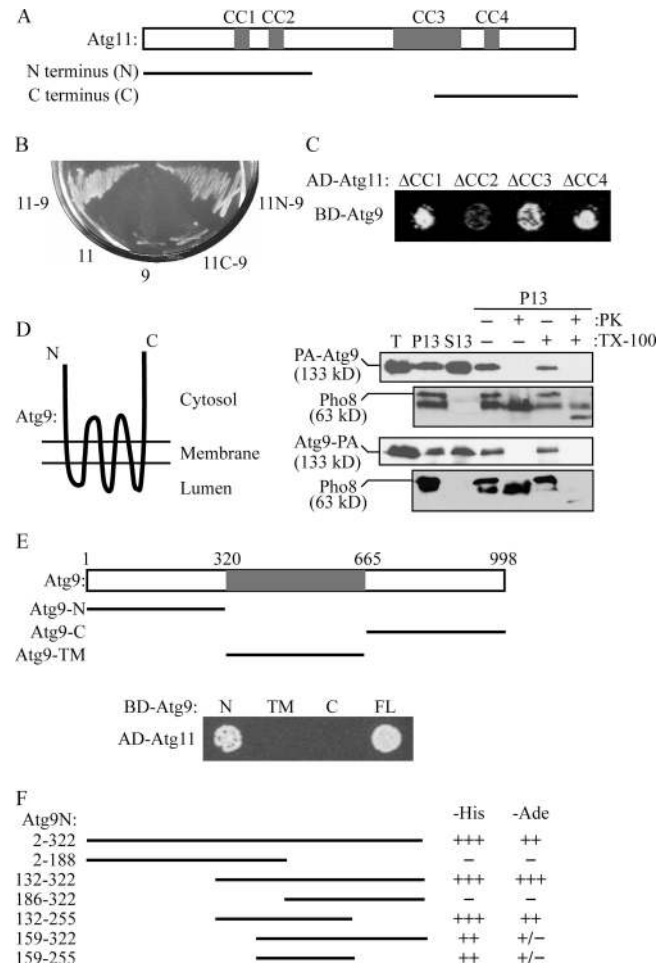 A
CC1 CC2 CC3 CC4
Atg11:
N terminus (N)
C terminus (C)
B
11-9
11
9
11C-9
11N-9
C
AD-Atg11: ΔCC1 ΔCC2 ΔCC3 ΔCC4
BD-Atg9
D
N C
Atg9:
Cytosol
Membrane
Lumen
P13
– + – + :PK
T P13 S13 – – + + :TX-100
PA-Atg9
(133 kD)
Pho8
(63 kD)
Atg9-PA
(133 kD)
Pho8
(63 kD)
E
1 320 665 998
Atg9:
Atg9-N
Atg9-C
Atg9-TM
BD-Atg9: N TM C FL
AD-Atg11
F
Atg9N: -His -Ade
2-322 +++ ++
2-188 – –
132-322 +++ +++
186-322 – –
132-255 +++ ++
159-322 ++ +/–
159-255 ++ +/–